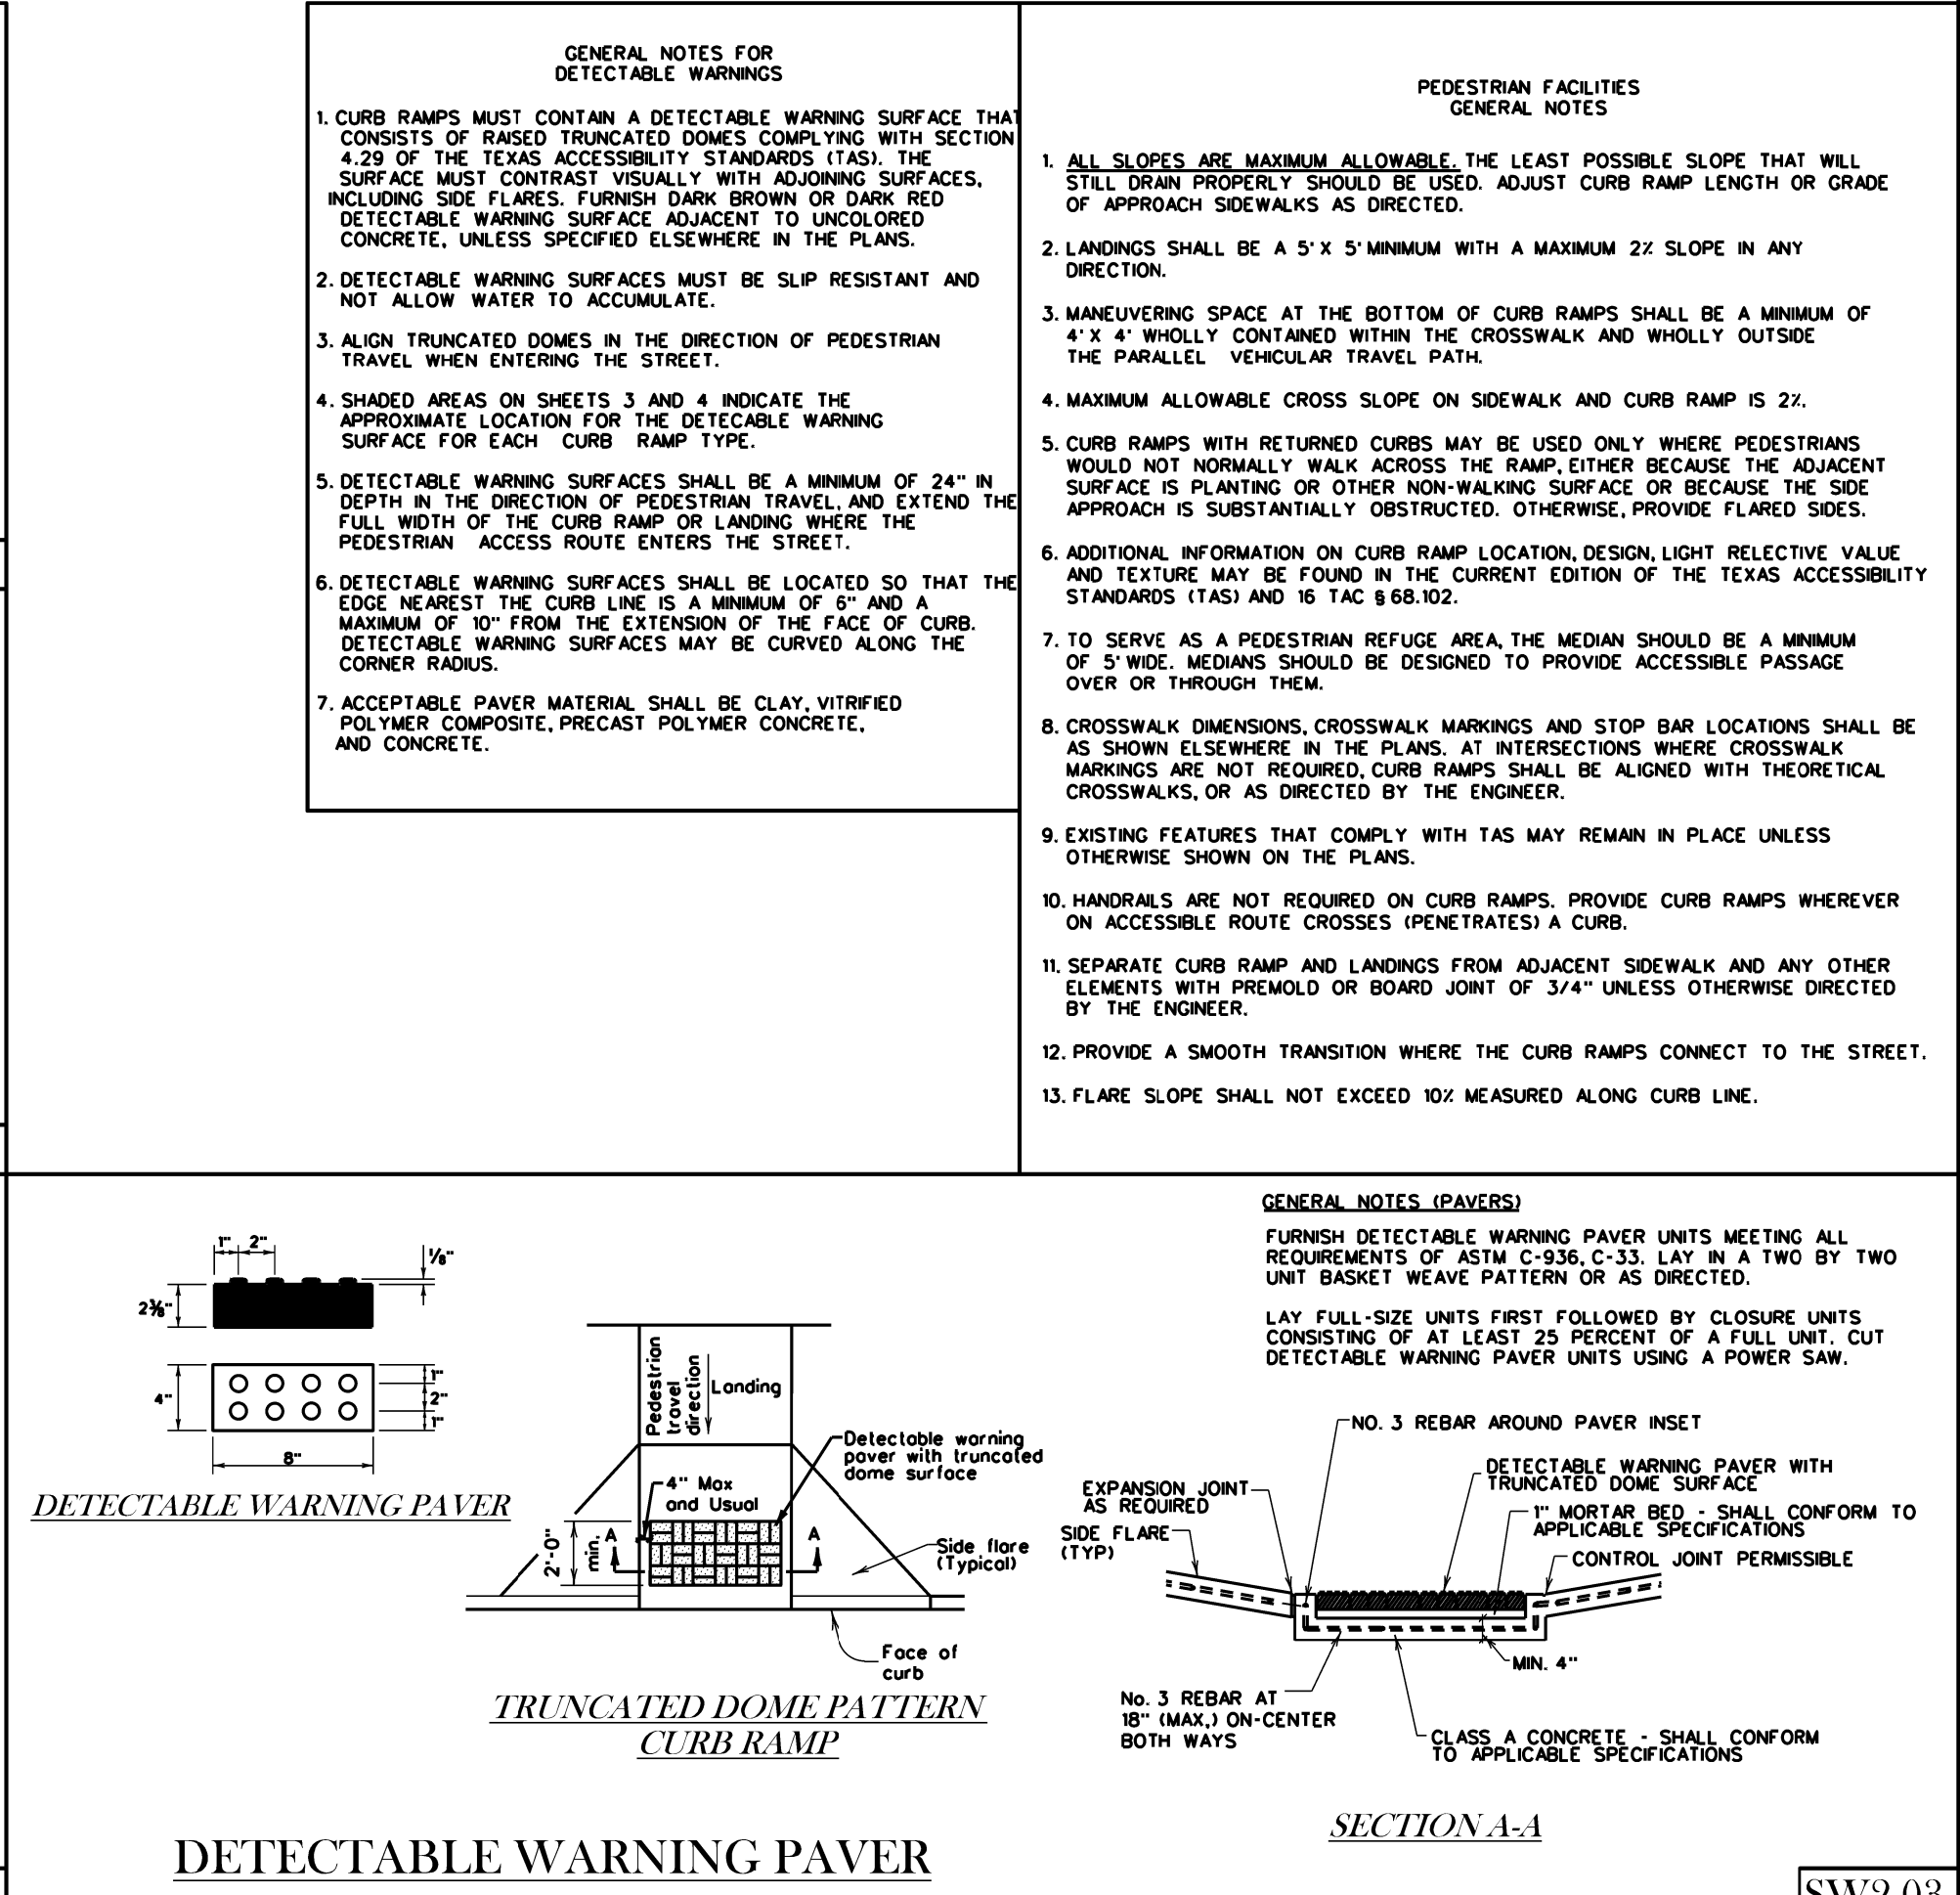 GENERAL NOTES FOR
DETECTABLE WARNINGS
1. CURB RAMPS MUST CONTAIN A DETECTABLE WARNING SURFACE THAT
CONSISTS OF RAISED TRUNCATED DOMES COMPLYING WITH SECTION
4.29 OF THE TEXAS ACCESSIBILITY STANDARDS (TAS). THE
SURFACE MUST CONTRAST VISUALLY WITH ADJOINING SURFACES,
INCLUDING SIDE FLARES. FURNISH DARK BROWN OR DARK RED
DETECTABLE WARNING SURFACE ADJACENT TO UNCOLORED
CONCRETE, UNLESS SPECIFIED ELSEWHERE IN THE PLANS.
2. DETECTABLE WARNING SURFACES MUST BE SLIP RESISTANT AND
NOT ALLOW WATER TO ACCUMULATE.
3. ALIGN TRUNCATED DOMES IN THE DIRECTION OF PEDESTRIAN
TRAVEL WHEN ENTERING THE STREET.
4. SHADED AREAS ON SHEETS 3 AND 4 INDICATE THE
APPROXIMATE LOCATION FOR THE DETECABLE WARNING
SURFACE FOR EACH CURB RAMP TYPE.
5. DETECTABLE WARNING SURFACES SHALL BE A MINIMUM OF 24" IN
DEPTH IN THE DIRECTION OF PEDESTRIAN TRAVEL, AND EXTEND THE
FULL WIDTH OF THE CURB RAMP OR LANDING WHERE THE
PEDESTRIAN ACCESS ROUTE ENTERS THE STREET.
6. DETECTABLE WARNING SURFACES SHALL BE LOCATED SO THAT THE
EDGE NEAREST THE CURB LINE IS A MINIMUM OF 6" AND A
MAXIMUM OF 10" FROM THE EXTENSION OF THE FACE OF CURB.
DETECTABLE WARNING SURFACES MAY BE CURVED ALONG THE
CORNER RADIUS.
7. ACCEPTABLE PAVER MATERIAL SHALL BE CLAY, VITRIFIED
POLYMER COMPOSITE, PRECAST POLYMER CONCRETE,
AND CONCRETE.
PEDESTRIAN FACILITIES
GENERAL NOTES
1. ALL SLOPES ARE MAXIMUM ALLOWABLE. THE LEAST POSSIBLE SLOPE THAT WILL
STILL DRAIN PROPERLY SHOULD BE USED. ADJUST CURB RAMP LENGTH OR GRADE
OF APPROACH SIDEWALKS AS DIRECTED.
2. LANDINGS SHALL BE A 5' X 5' MINIMUM WITH A MAXIMUM 2% SLOPE IN ANY
DIRECTION.
3. MANEUVERING SPACE AT THE BOTTOM OF CURB RAMPS SHALL BE A MINIMUM OF
4' X 4' WHOLLY CONTAINED WITHIN THE CROSSWALK AND WHOLLY OUTSIDE
THE PARALLEL VEHICULAR TRAVEL PATH.
4. MAXIMUM ALLOWABLE CROSS SLOPE ON SIDEWALK AND CURB RAMP IS 2%.
5. CURB RAMPS WITH RETURNED CURBS MAY BE USED ONLY WHERE PEDESTRIANS
WOULD NOT NORMALLY WALK ACROSS THE RAMP, EITHER BECAUSE THE ADJACENT
SURFACE IS PLANTING OR OTHER NON-WALKING SURFACE OR BECAUSE THE SIDE
APPROACH IS SUBSTANTIALLY OBSTRUCTED. OTHERWISE, PROVIDE FLARED SIDES.
6. ADDITIONAL INFORMATION ON CURB RAMP LOCATION, DESIGN, LIGHT RELECTIVE VALUE
AND TEXTURE MAY BE FOUND IN THE CURRENT EDITION OF THE TEXAS ACCESSIBILITY
STANDARDS (TAS) AND 16 TAC § 68.102.
7. TO SERVE AS A PEDESTRIAN REFUGE AREA, THE MEDIAN SHOULD BE A MINIMUM
OF 5' WIDE. MEDIANS SHOULD BE DESIGNED TO PROVIDE ACCESSIBLE PASSAGE
OVER OR THROUGH THEM.
8. CROSSWALK DIMENSIONS, CROSSWALK MARKINGS AND STOP BAR LOCATIONS SHALL BE
AS SHOWN ELSEWHERE IN THE PLANS. AT INTERSECTIONS WHERE CROSSWALK
MARKINGS ARE NOT REQUIRED, CURB RAMPS SHALL BE ALIGNED WITH THEORETICAL
CROSSWALKS, OR AS DIRECTED BY THE ENGINEER.
9. EXISTING FEATURES THAT COMPLY WITH TAS MAY REMAIN IN PLACE UNLESS
OTHERWISE SHOWN ON THE PLANS.
10. HANDRAILS ARE NOT REQUIRED ON CURB RAMPS. PROVIDE CURB RAMPS WHEREVER
ON ACCESSIBLE ROUTE CROSSES (PENETRATES) A CURB.
11. SEPARATE CURB RAMP AND LANDINGS FROM ADJACENT SIDEWALK AND ANY OTHER
ELEMENTS WITH PREMOLD OR BOARD JOINT OF 3/4" UNLESS OTHERWISE DIRECTED
BY THE ENGINEER.
12. PROVIDE A SMOOTH TRANSITION WHERE THE CURB RAMPS CONNECT TO THE STREET.
13. FLARE SLOPE SHALL NOT EXCEED 10% MEASURED ALONG CURB LINE.
1" 2"
1/8"
2 3/8"
4"
1"
2"
1"
8"
DETECTABLE WARNING PAVER
Pedestrian
travel
direction
Landing
Detectable warning
paver with truncated
dome surface
4" Max
and Usual
2'-0"
min.
A
A
Side flare
(Typical)
Face of
curb
TRUNCATED DOME PATTERN
CURB RAMP
GENERAL NOTES (PAVERS)
FURNISH DETECTABLE WARNING PAVER UNITS MEETING ALL
REQUIREMENTS OF ASTM C-936, C-33. LAY IN A TWO BY TWO
UNIT BASKET WEAVE PATTERN OR AS DIRECTED.
LAY FULL-SIZE UNITS FIRST FOLLOWED BY CLOSURE UNITS
CONSISTING OF AT LEAST 25 PERCENT OF A FULL UNIT. CUT
DETECTABLE WARNING PAVER UNITS USING A POWER SAW.
NO. 3 REBAR AROUND PAVER INSET
DETECTABLE WARNING PAVER WITH
TRUNCATED DOME SURFACE
EXPANSION JOINT
AS REQUIRED
1" MORTAR BED - SHALL CONFORM TO
APPLICABLE SPECIFICATIONS
SIDE FLARE
(TYP)
CONTROL JOINT PERMISSIBLE
MIN. 4"
No. 3 REBAR AT
18" (MAX.) ON-CENTER
BOTH WAYS
CLASS A CONCRETE - SHALL CONFORM
TO APPLICABLE SPECIFICATIONS
SECTION A-A
DETECTABLE WARNING PAVER
SW2.03